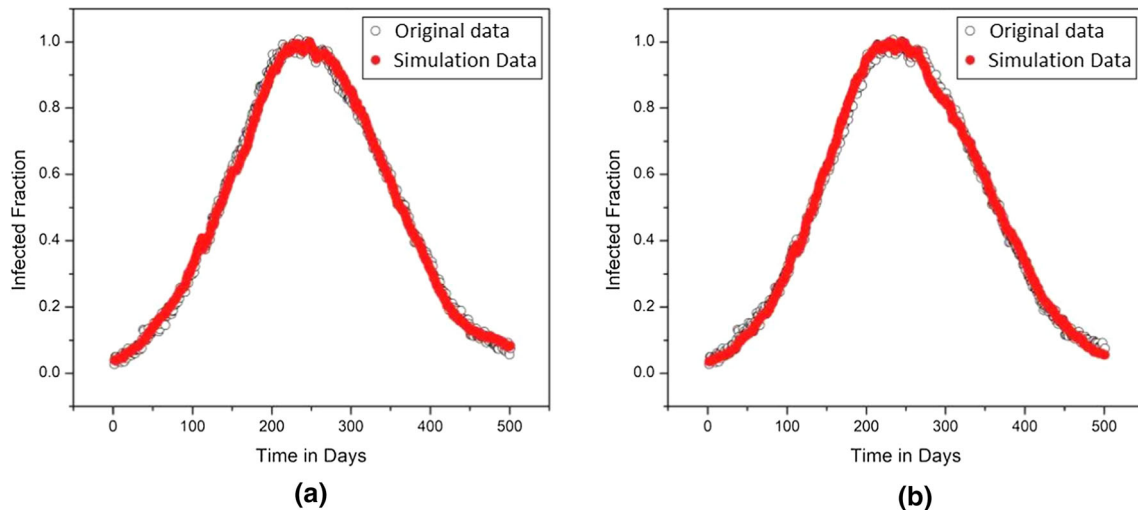 Original data
Simulation Data
1.0
0.8
0.6
0.4
0.2
0.0
Infected Fraction
0 100 200 300 400 500
Time in Days
(a)
Original data
Simulation Data
1.0
0.8
0.6
0.4
0.2
0.0
Infected Fraction
0 100 200 300 400 500
Time in Days
(b)